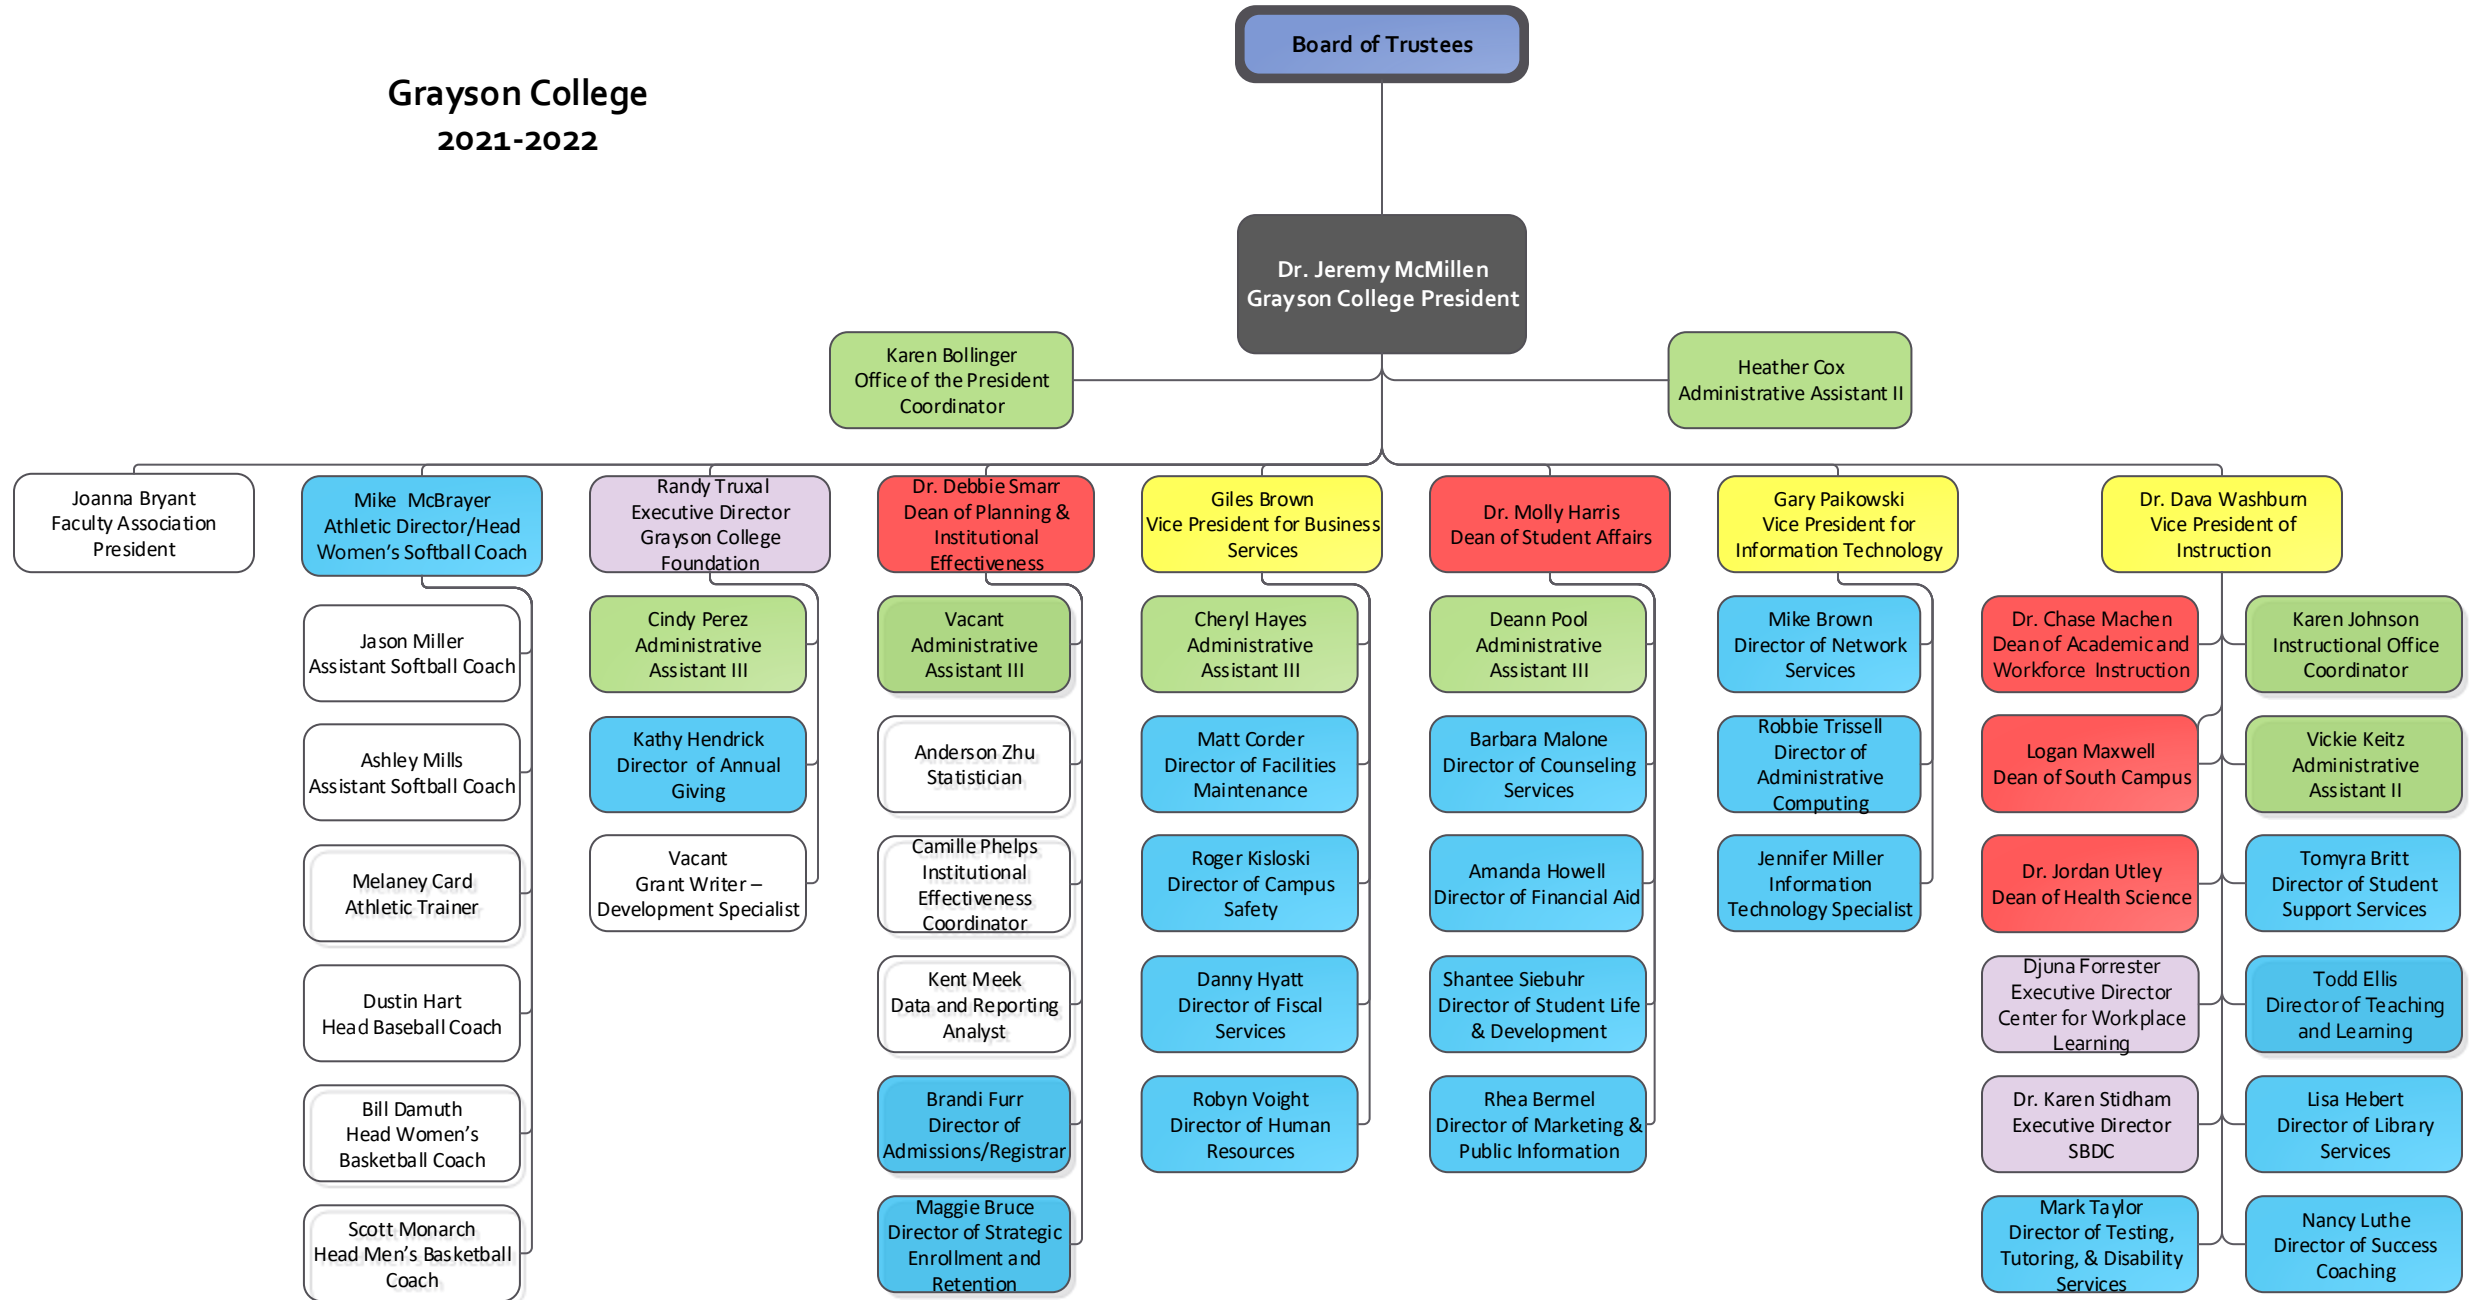 Board of Trustees
Grayson College
2021-2022
Dr. Jeremy McMillen
Grayson College President
Karen Bollinger
Office of the President
Coordinator
Heather Cox
Administrative Assistant II
Joanna Bryant
Faculty Association
President
Mike McBrayer
Athletic Director/Head
Women's Softball Coach
Randy Truxal
Executive Director
Grayson College
Foundation
Dr. Debbie Smarr
Dean of Planning &
Institutional
Effectiveness
Giles Brown
Vice President for Business
Services
Dr. Molly Harris
Dean of Student Affairs
Gary Paikowski
Vice President for
Information Technology
Dr. Dava Washburn
Vice President of
Instruction
Jason Miller
Assistant Softball Coach
Ashley Mills
Assistant Softball Coach
Melaney Card
Athletic Trainer
Dustin Hart
Head Baseball Coach
Bill Damuth
Head Women's
Basketball Coach
Scott Monarch
Head Men's Basketball
Coach
Cindy Perez
Administrative
Assistant III
Kathy Hendrick
Director of Annual
Giving
Vacant
Grant Writer –
Development Specialist
Vacant
Administrative
Assistant III
Anderson Zhu
Statistician
Camille Phelps
Institutional
Effectiveness
Coordinator
Kent Meek
Data and Reporting
Analyst
Brandi Furr
Director of
Admissions/Registrar
Maggie Bruce
Director of Strategic
Enrollment and
Retention
Cheryl Hayes
Administrative
Assistant III
Matt Corder
Director of Facilities
Maintenance
Roger Kisloski
Director of Campus
Safety
Danny Hyatt
Director of Fiscal
Services
Robyn Voight
Director of Human
Resources
Deann Pool
Administrative
Assistant III
Barbara Malone
Director of Counseling
Services
Amanda Howell
Director of Financial Aid
Shantee Siebuhr
Director of Student Life
& Development
Rhea Bermel
Director of Marketing &
Public Information
Mike Brown
Director of Network
Services
Robbie Trissell
Director of
Administrative
Computing
Jennifer Miller
Information
Technology Specialist
Dr. Chase Machen
Dean of Academic and
Workforce Instruction
Logan Maxwell
Dean of South Campus
Dr. Jordan Utley
Dean of Health Science
Djuna Forrester
Executive Director
Center for Workplace
Learning
Dr. Karen Stidham
Executive Director
SBDC
Mark Taylor
Director of Testing,
Tutoring, & Disability
Services
Karen Johnson
Instructional Office
Coordinator
Vickie Keitz
Administrative
Assistant II
Tomyra Britt
Director of Student
Support Services
Todd Ellis
Director of Teaching
and Learning
Lisa Hebert
Director of Library
Services
Nancy Luthe
Director of Success
Coaching